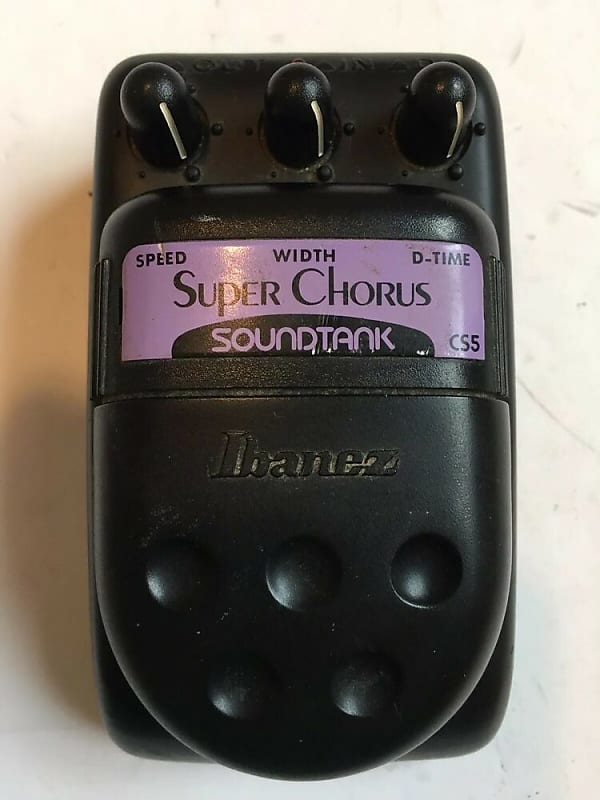 SPEED WIDTH D-TIME
SUPER CHORUS
SOUNDTANK CS5
Ibanez